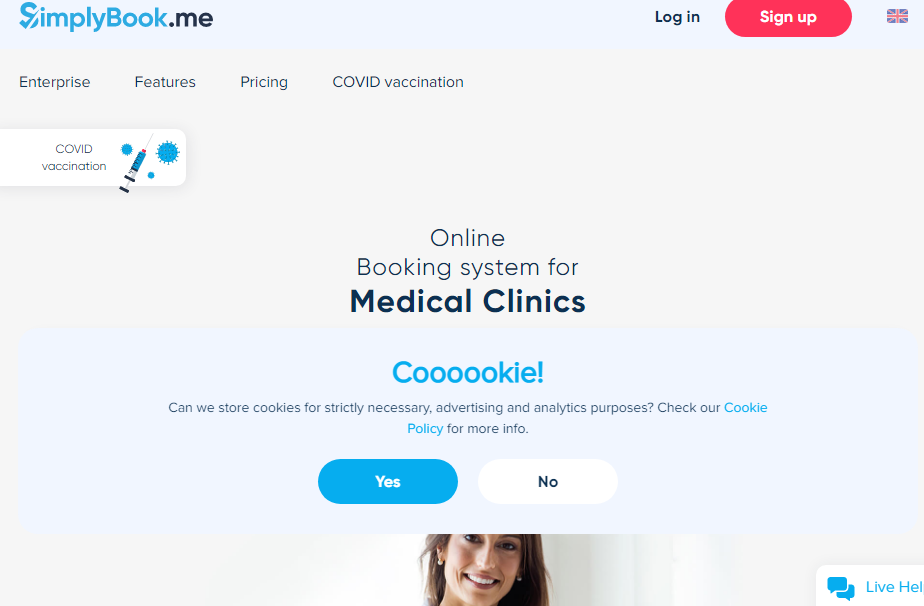 SimplyBook.me
Log in
Sign up
Enterprise
Features
Pricing
COVID vaccination
COVID
vaccination
Online
Booking system for
Medical Clinics
Coooookie!
Can we store cookies for strictly necessary, advertising and analytics purposes? Check our Cookie
Policy for more info.
Yes
No
Live Hel